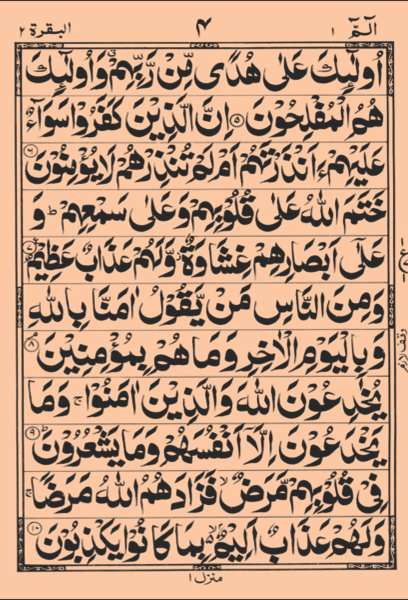 الٓمّٓ ١ ٤ البقرة ٢
اُولٰٓئِكَ عَلٰى هُدًى مِّنْ رَّبِّهِمْ وَاُولٰٓئِكَ
هُمُ الْمُفْلِحُوْنَ ۝٥ اِنَّ الَّذِيْنَ كَفَرُوْا سَوَآءٌ
عَلَيْهِمْ ءَاَنْذَرْتَهُمْ اَمْ لَمْ تُنْذِرْهُمْ لَا يُؤْمِنُوْنَ ۝٦
خَتَمَ اللّٰهُ عَلٰى قُلُوْبِهِمْ وَعَلٰى سَمْعِهِمْ ؕ وَ
عَلٰٓى اَبْصَارِهِمْ غِشَاوَةٌ ۫ وَّلَهُمْ عَذَابٌ عَظِيْمٌ ۝٧
وَمِنَ النَّاسِ مَنْ يَّقُوْلُ اٰمَنَّا بِاللّٰهِ
وَبِالْيَوْمِ الْاٰخِرِ وَمَا هُمْ بِمُؤْمِنِيْنَ ۝٨
يُخٰدِعُوْنَ اللّٰهَ وَالَّذِيْنَ اٰمَنُوْا ۚ وَمَا
يَخْدَعُوْنَ اِلَّآ اَنْفُسَهُمْ وَمَا يَشْعُرُوْنَ ؕ ۝٩
فِيْ قُلُوْبِهِمْ مَّرَضٌ ۙ فَزَادَهُمُ اللّٰهُ مَرَضًا ۚ
وَلَهُمْ عَذَابٌ اَلِيْمٌ ۢ ۙ بِمَا كَانُوْا يَكْذِبُوْنَ ۝١٠
ع
وقف لازم
منزل ١